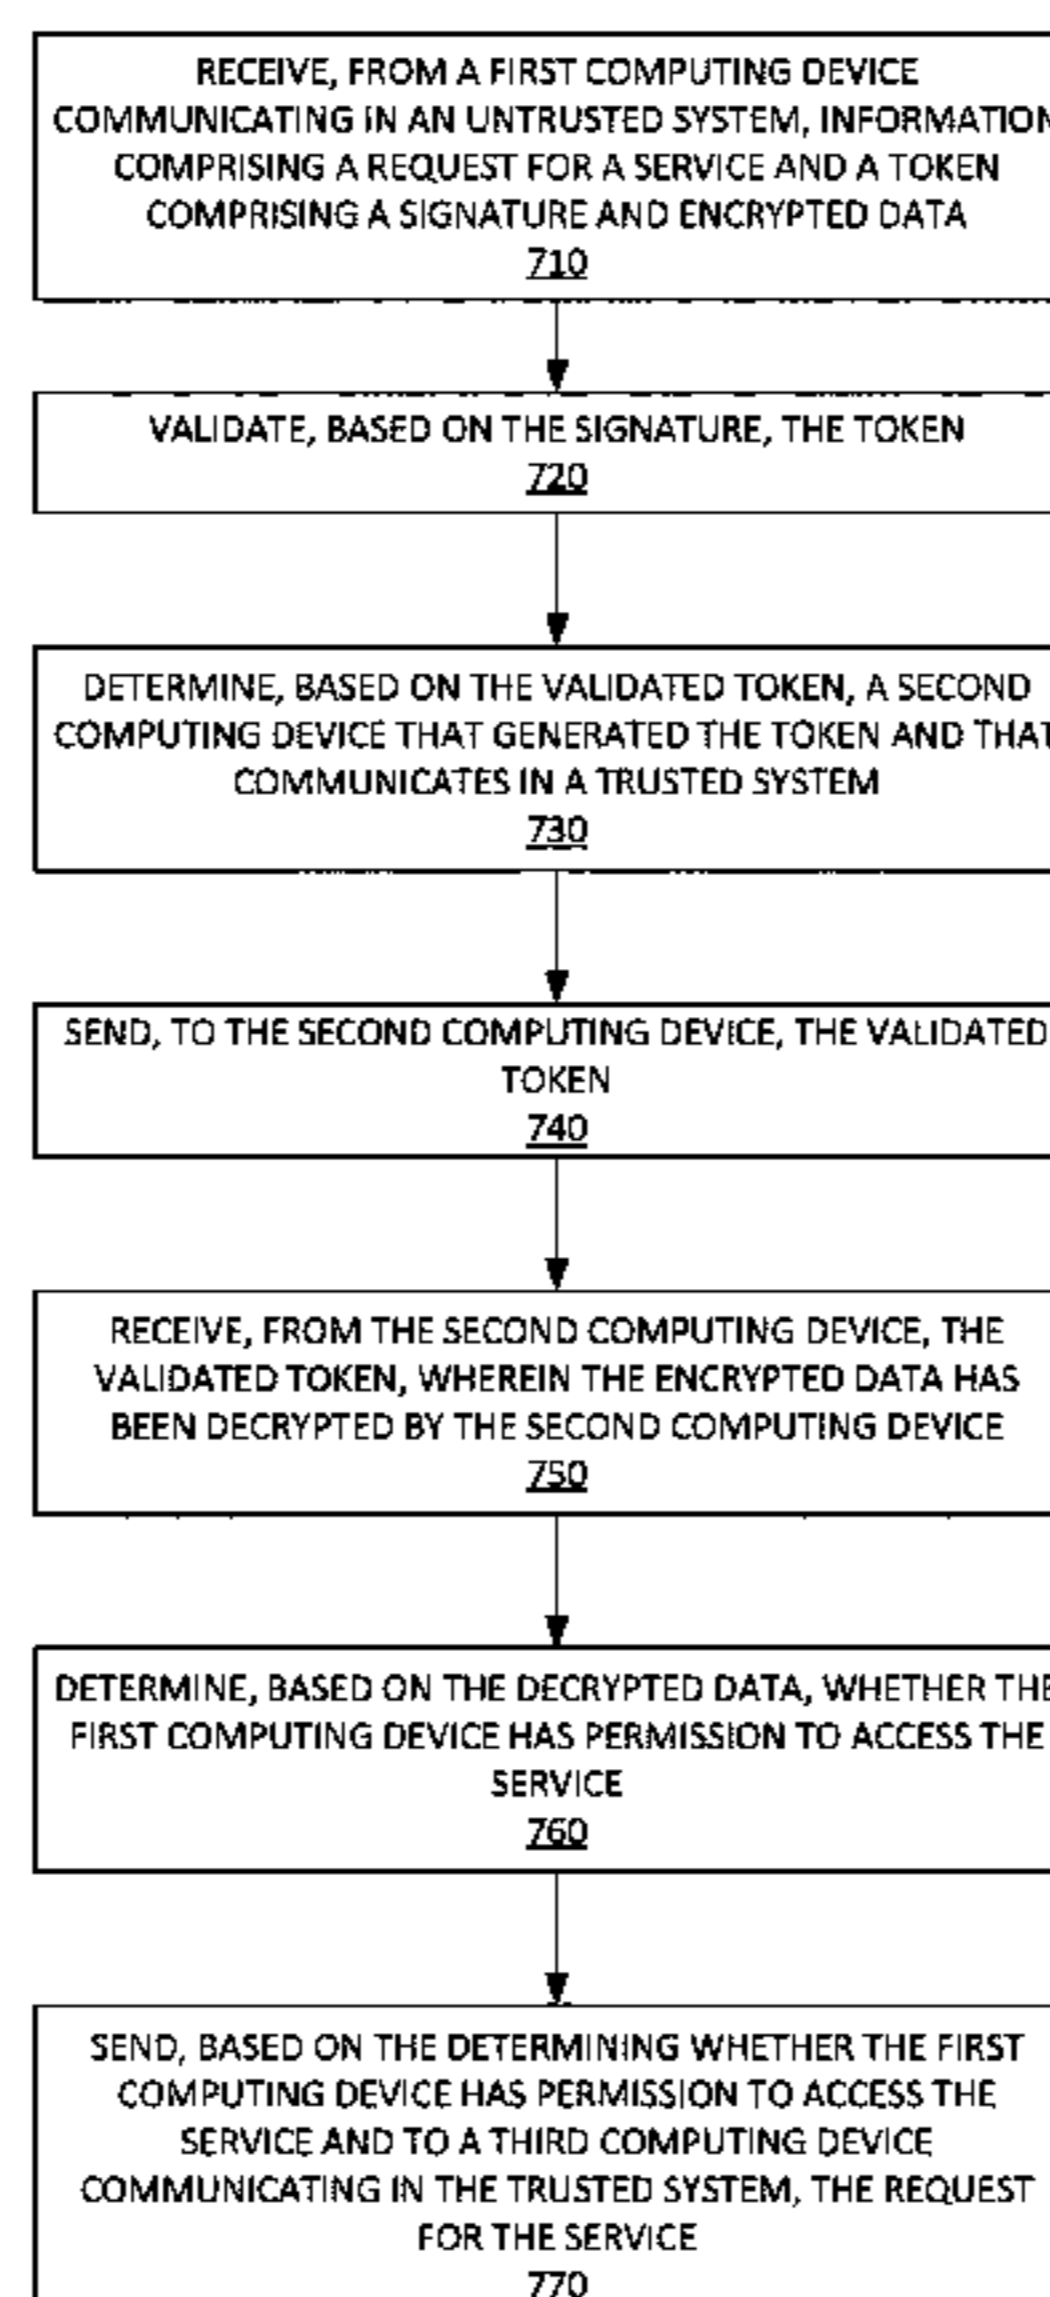 RECEIVE, FROM A FIRST COMPUTING DEVICE
COMMUNICATING IN AN UNTRUSTED SYSTEM, INFORMATION
COMPRISING A REQUEST FOR A SERVICE AND A TOKEN
COMPRISING A SIGNATURE AND ENCRYPTED DATA
710
VALIDATE, BASED ON THE SIGNATURE, THE TOKEN
720
DETERMINE, BASED ON THE VALIDATED TOKEN, A SECOND
COMPUTING DEVICE THAT GENERATED THE TOKEN AND THAT
COMMUNICATES IN A TRUSTED SYSTEM
730
SEND, TO THE SECOND COMPUTING DEVICE, THE VALIDATED
TOKEN
740
RECEIVE, FROM THE SECOND COMPUTING DEVICE, THE
VALIDATED TOKEN, WHEREIN THE ENCRYPTED DATA HAS
BEEN DECRYPTED BY THE SECOND COMPUTING DEVICE
750
DETERMINE, BASED ON THE DECRYPTED DATA, WHETHER THE
FIRST COMPUTING DEVICE HAS PERMISSION TO ACCESS THE
SERVICE
760
SEND, BASED ON THE DETERMINING WHETHER THE FIRST
COMPUTING DEVICE HAS PERMISSION TO ACCESS THE
SERVICE AND TO A THIRD COMPUTING DEVICE
COMMUNICATING IN THE TRUSTED SYSTEM, THE REQUEST
FOR THE SERVICE
770